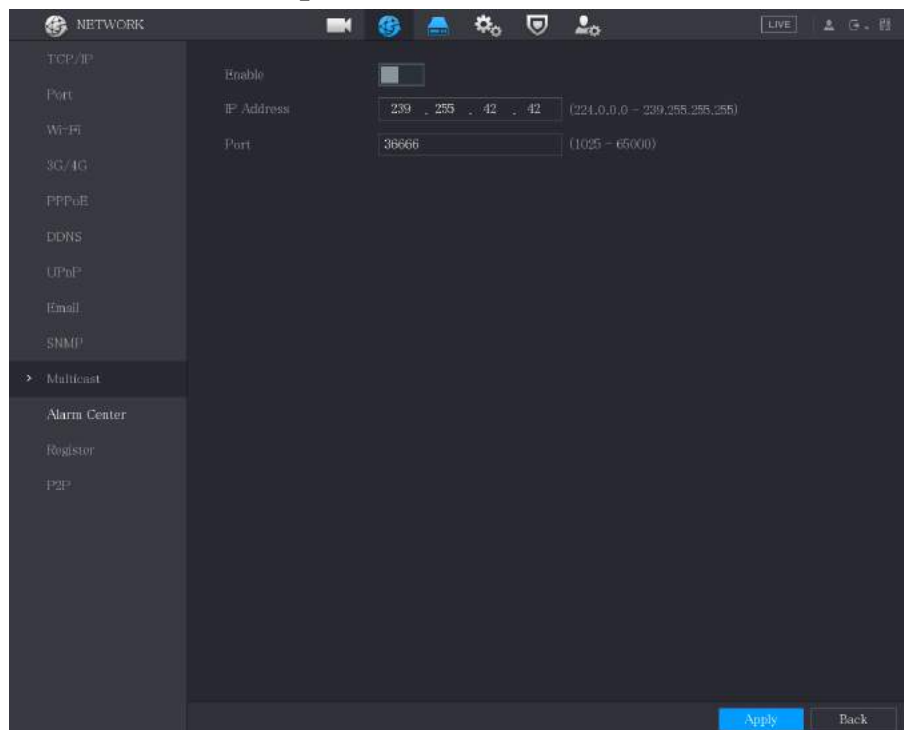 NETWORK
LIVE
TCP/IP
Port
Wi-Fi
3G/4G
PPPoE
DDNS
UPnP
Email
SNMP
Multicast
Alarm Center
Register
P2P
Enable
IP Address 239 . 255 . 42 . 42 (224.0.0.0 - 239.255.255.255)
Port 36666 (1025 - 65000)
Apply Back